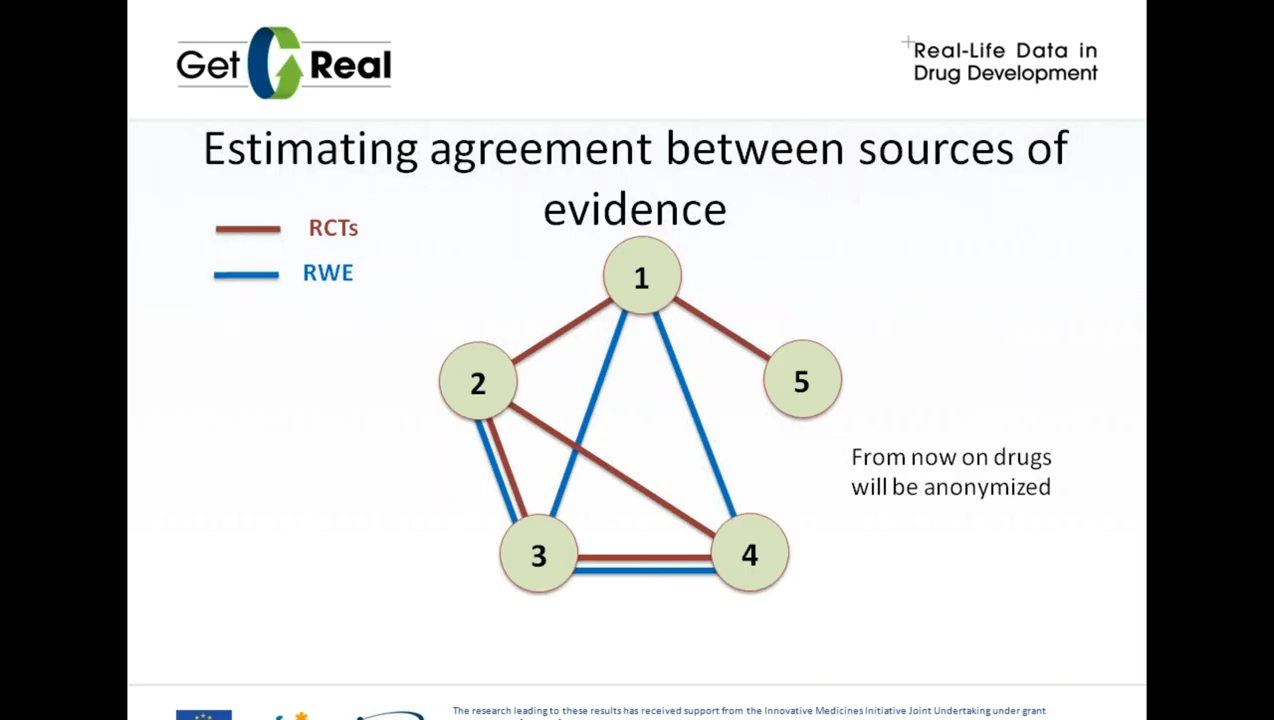 Get Real
Real-Life Data in
Drug Development
Estimating agreement between sources of
evidence
RCTs
RWE
1
2
5
From now on drugs
will be anonymized
3
4
The research leading to these results has received support from the Innovative Medicines Initiative Joint Undertaking under grant